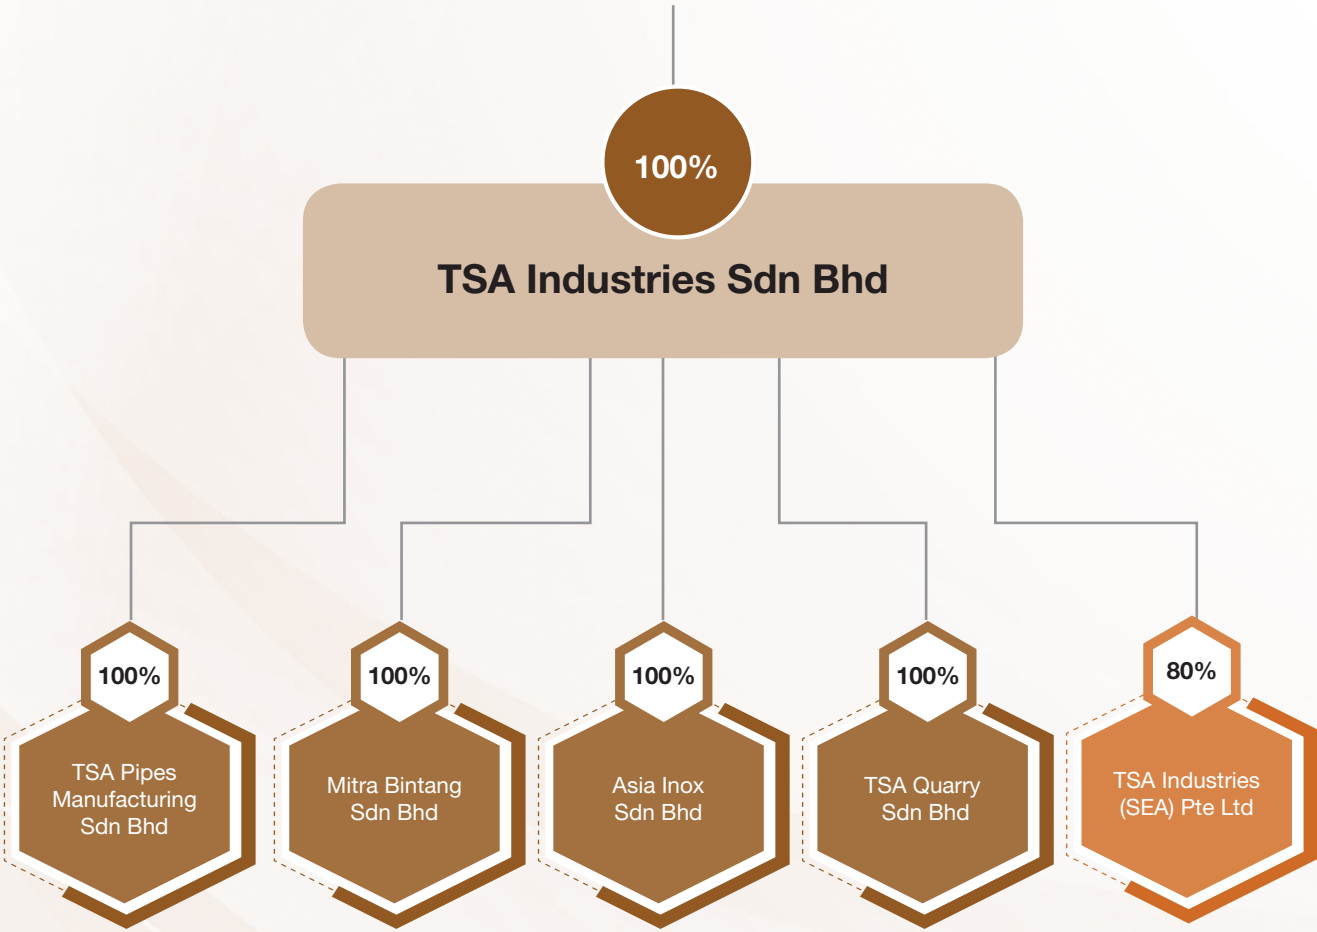 100%
TSA Industries Sdn Bhd
100%
TSA Pipes
Manufacturing
Sdn Bhd
100%
Mitra Bintang
Sdn Bhd
100%
Asia Inox
Sdn Bhd
100%
TSA Quarry
Sdn Bhd
80%
TSA Industries
(SEA) Pte Ltd